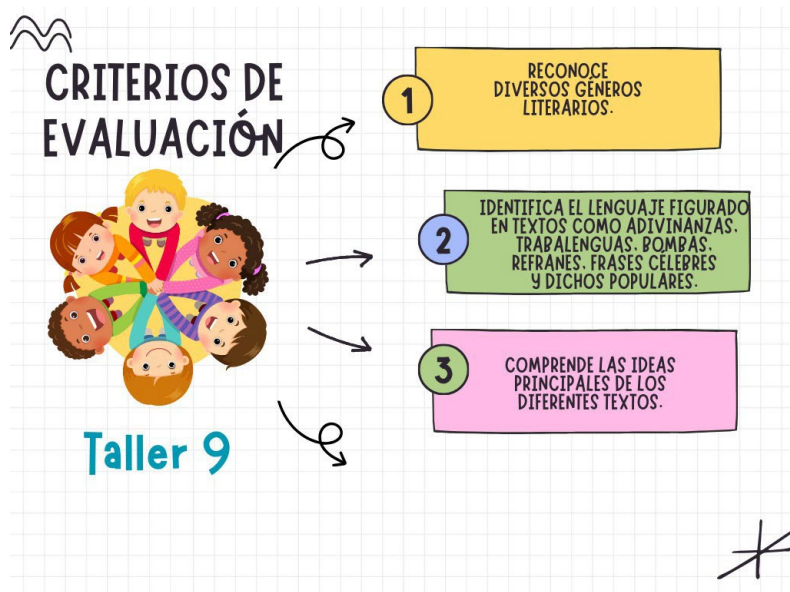 CRITERIOS DE
EVALUACIÓN
1
RECONOCE
DIVERSOS GÉNEROS
LITERARIOS.
2
IDENTIFICA EL LENGUAJE FIGURADO
EN TEXTOS COMO ADIVINANZAS,
TRABALENGUAS, BOMBAS,
REFRANES, FRASES CÉLEBRES
Y DICHOS POPULARES.
3
COMPRENDE LAS IDEAS
PRINCIPALES DE LOS
DIFERENTES TEXTOS.
Taller 9